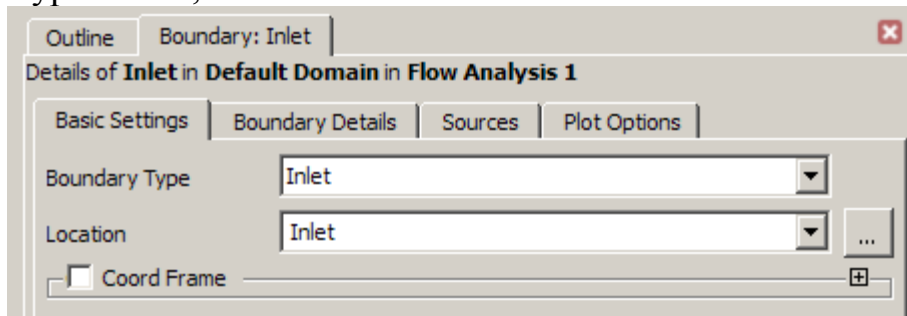 Outline Boundary: Inlet
Details of Inlet in Default Domain in Flow Analysis 1
Basic Settings Boundary Details Sources Plot Options
Boundary Type Inlet
Location Inlet ...
Coord Frame